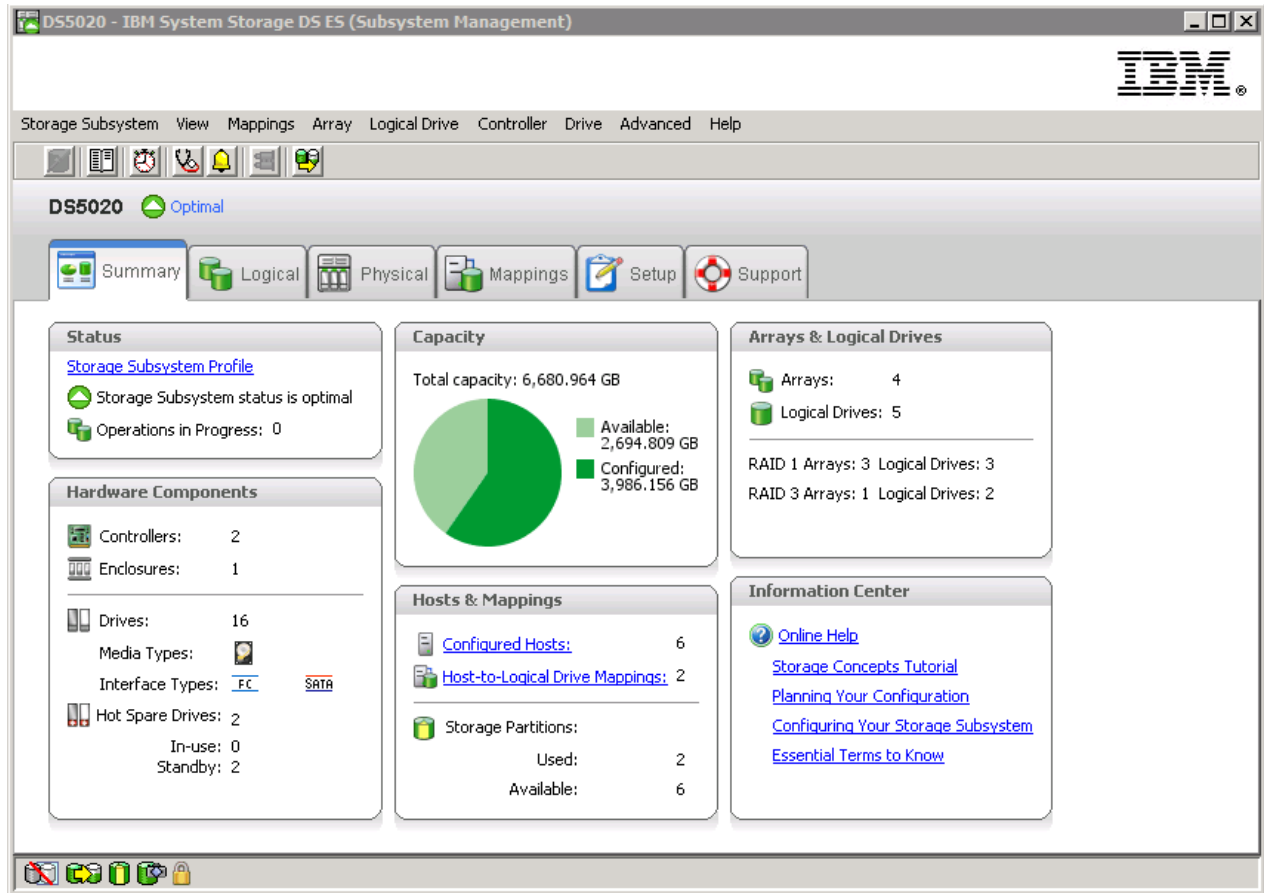 DS5020 - IBM System Storage DS ES (Subsystem Management)
IBM®
Storage Subsystem View Mappings Array Logical Drive Controller Drive Advanced Help
DS5020 Optimal
Summary Logical Physical Mappings Setup Support
Status
Storage Subsystem Profile
Storage Subsystem status is optimal
Operations in Progress: 0
Hardware Components
Controllers: 2
Enclosures: 1
Drives: 16
Media Types:
Interface Types: FC SATA
Hot Spare Drives: 2
In-use: 0
Standby: 2
Capacity
Total capacity: 6,680.964 GB
Available:
2,694.809 GB
Configured:
3,986.156 GB
Hosts & Mappings
Configured Hosts: 6
Host-to-Logical Drive Mappings: 2
Storage Partitions:
Used: 2
Available: 6
Arrays & Logical Drives
Arrays: 4
Logical Drives: 5
RAID 1 Arrays: 3 Logical Drives: 3
RAID 3 Arrays: 1 Logical Drives: 2
Information Center
Online Help
Storage Concepts Tutorial
Planning Your Configuration
Configuring Your Storage Subsystem
Essential Terms to Know